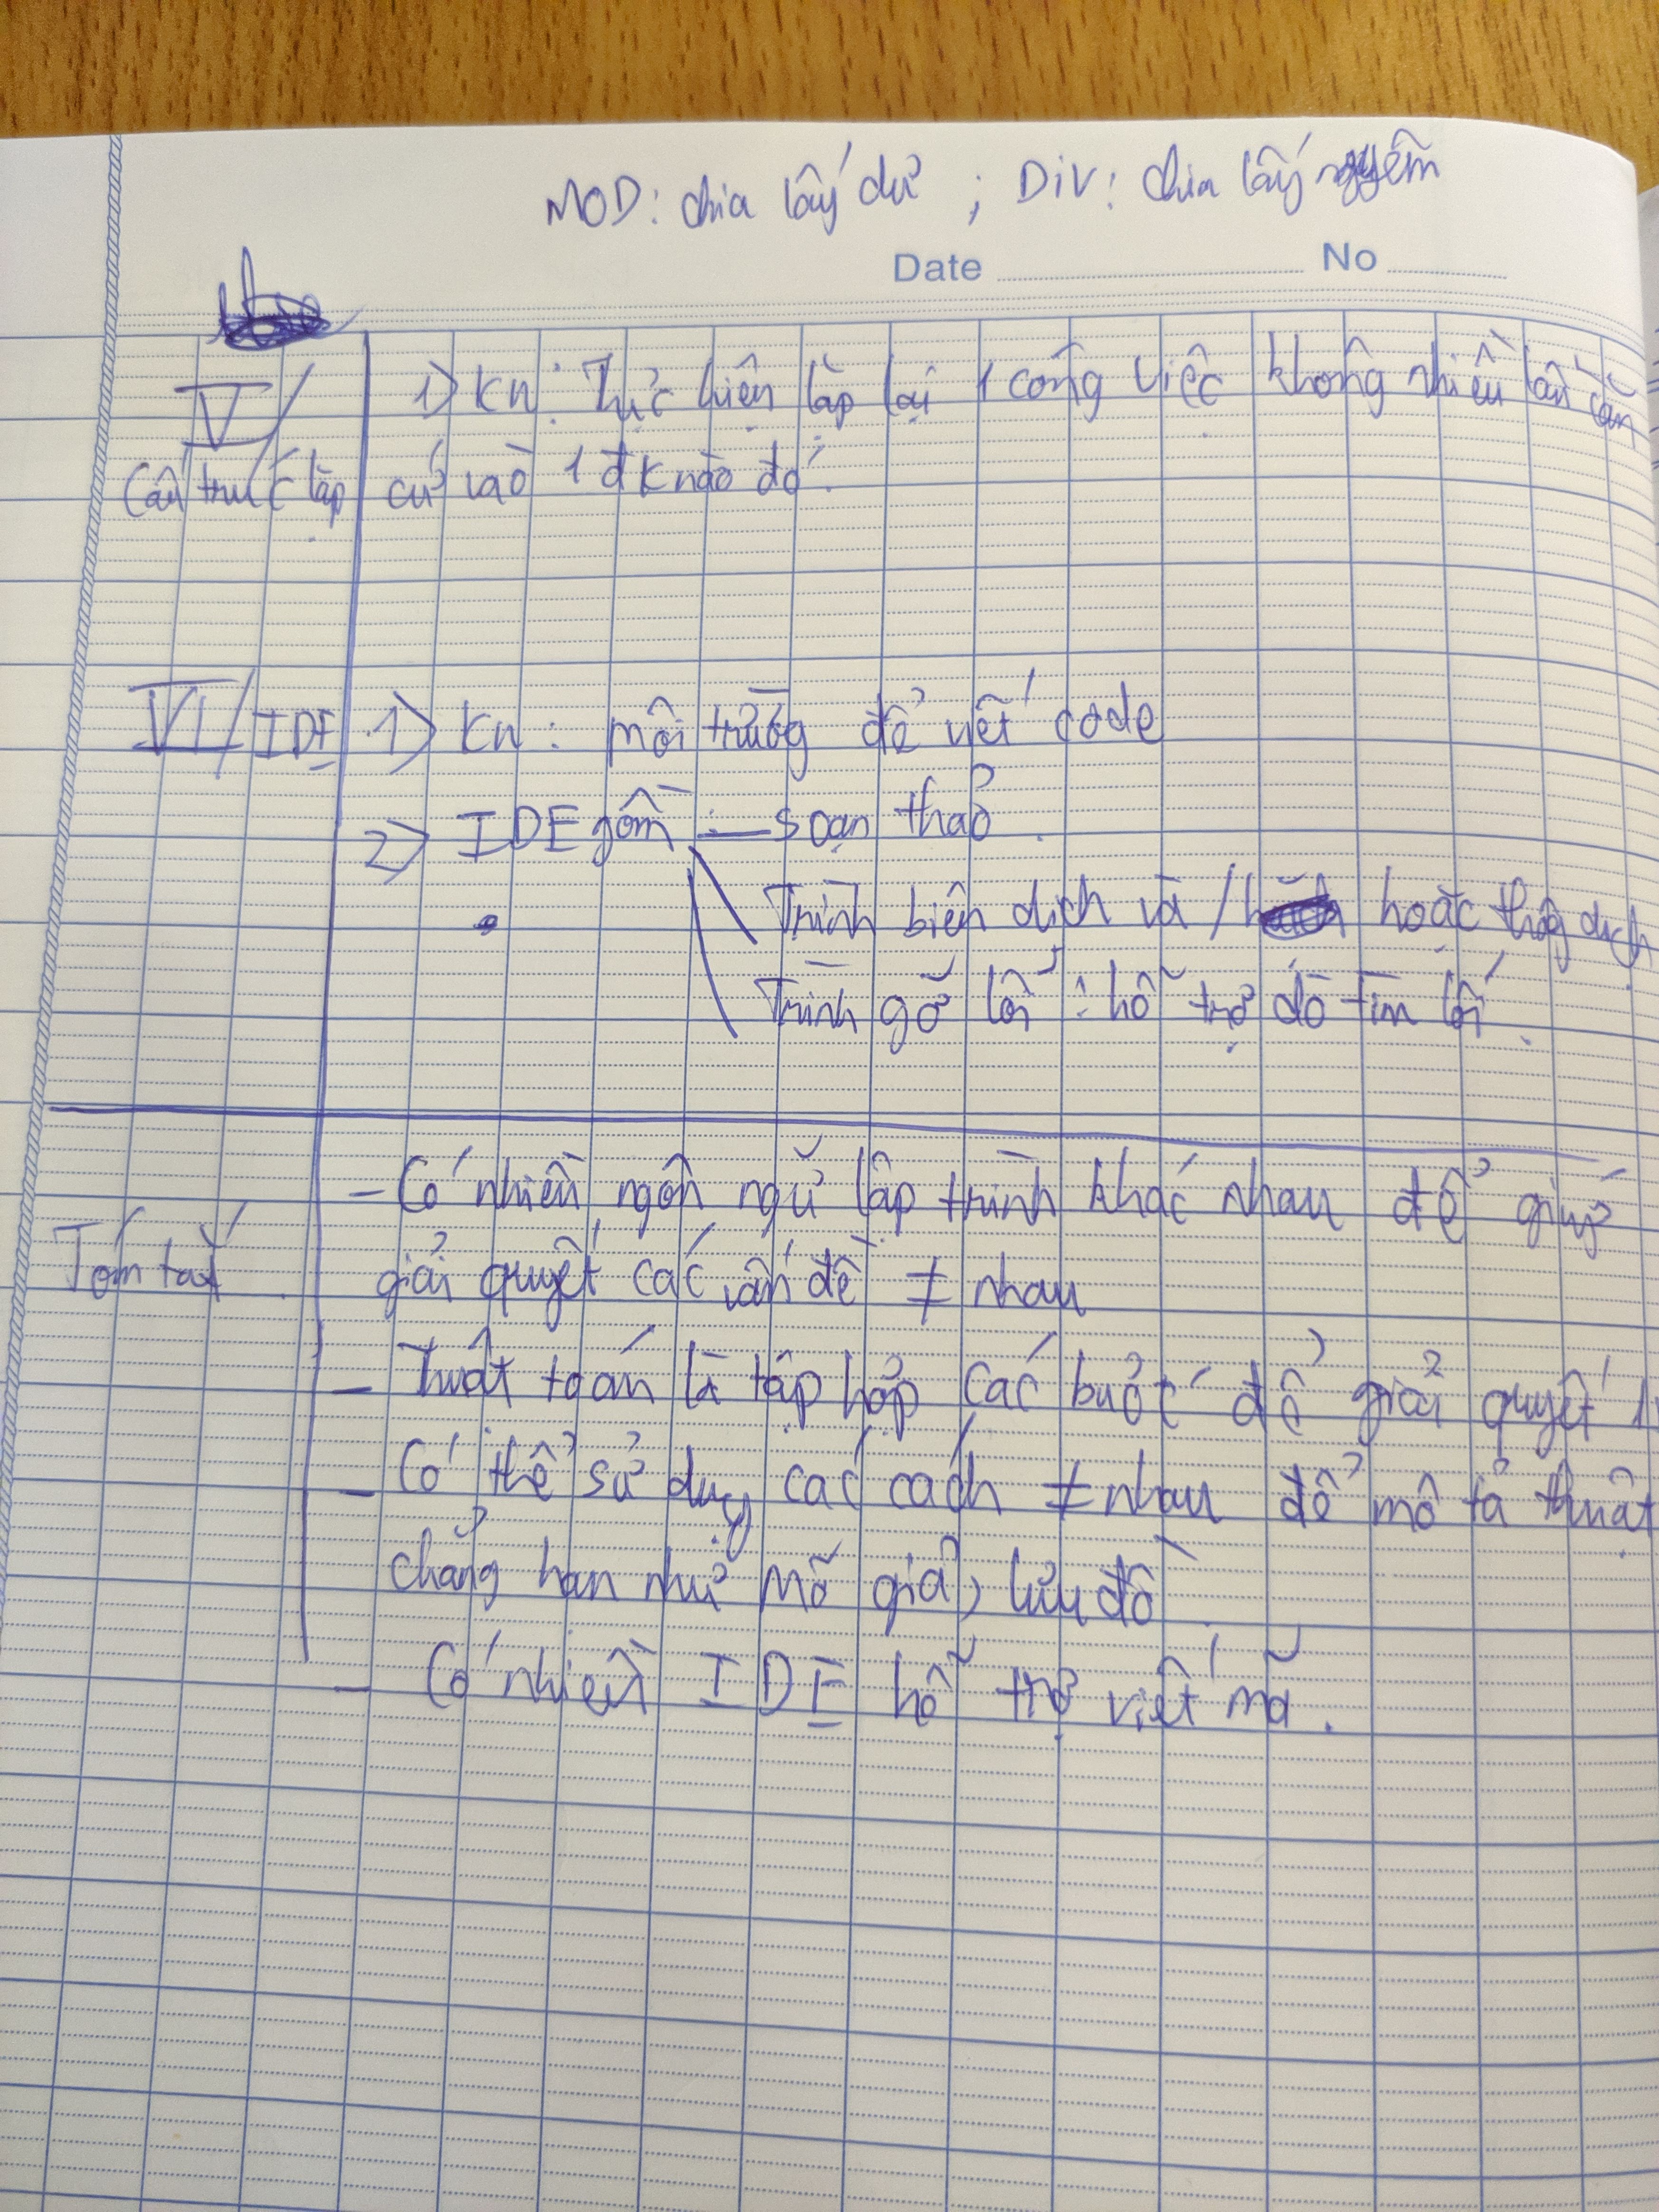 MOD: chia lấy dư ; DIV: chia lấy nguyên
Date No
V/ 1) KN: Thực hiện lặp lại 1 công việc không nhiều lần căn
Cấu trúc lặp cứ vào 1 đk nào đó.
VI/ IDE 1) KN: môi trường để viết code
2) IDE gồm : — soạn thảo.
Trình biên dịch và / hoặc thông dịch
Trình gỡ lỗi : hỗ trợ dò tìm lỗi.
- Có nhiều ngôn ngữ lập trình khác nhau để giúp
Tóm tắt. giải quyết các vấn đề ≠ nhau
- Thuật toán là tập hợp các bước để giải quyết 1
- Có thể sử dụng các cách ≠ nhau để mô tả thuật
chẳng hạn như mã giả, lưu đồ.
- Có nhiều IDE hỗ trợ viết mã.